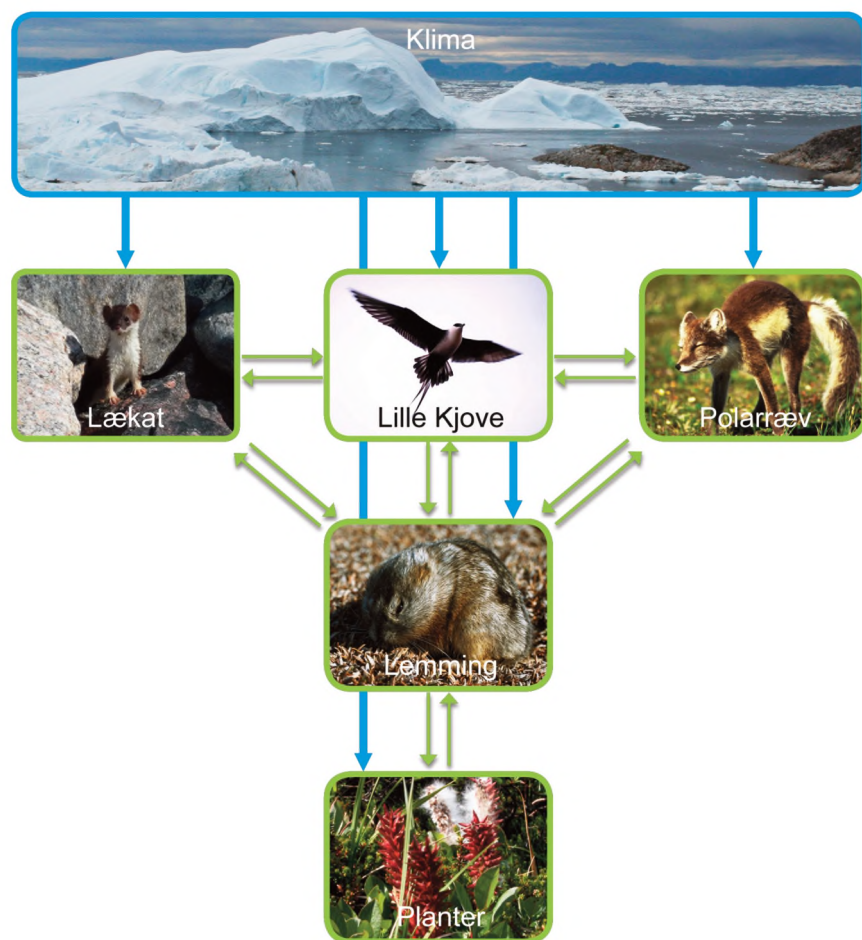 Klima
Lækat
Lille Kjove
Polarræv
Lemming
Planter